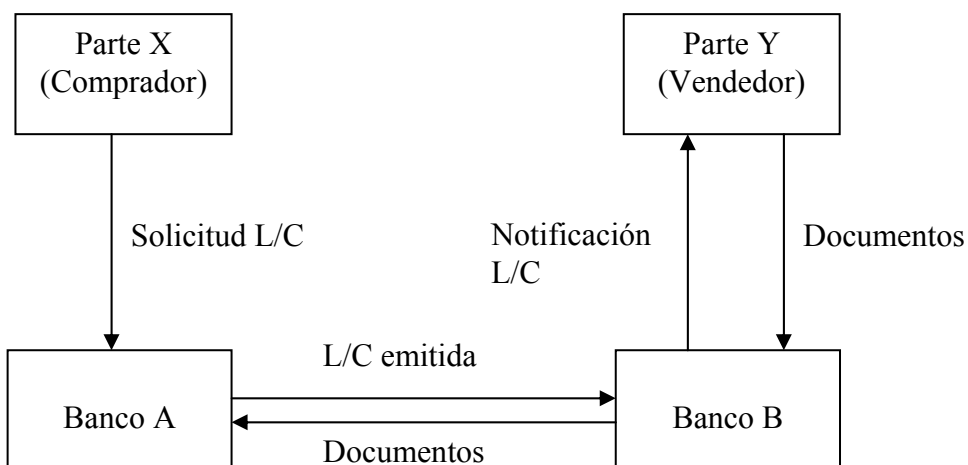 Parte X
(Comprador)
Parte Y
(Vendedor)
Solicitud L/C
Notificación
L/C
Documentos
L/C emitida
Banco A
Banco B
Documentos